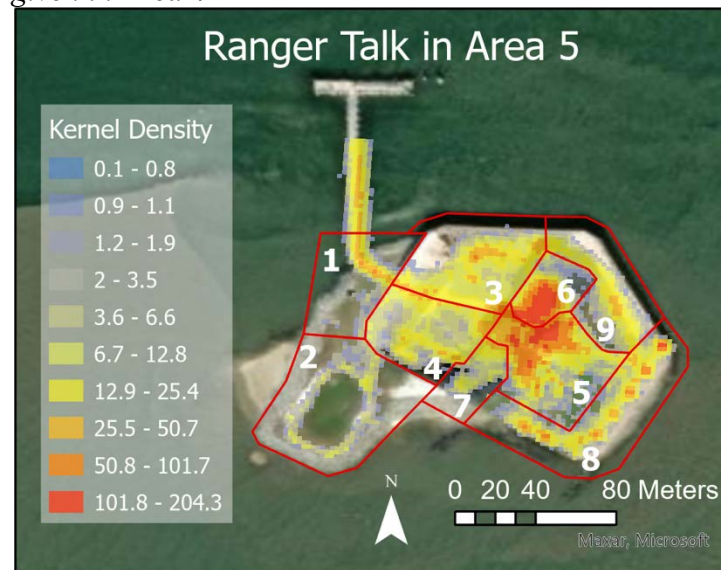 Ranger Talk in Area 5
Kernel Density
0.1 - 0.8
0.9 - 1.1
1.2 - 1.9
2 - 3.5
3.6 - 6.6
6.7 - 12.8
12.9 - 25.4
25.5 - 50.7
50.8 - 101.7
101.8 - 204.3
1
2
3
4
5
6
7
8
9
N
0 20 40 80 Meters
Maxar, Microsoft